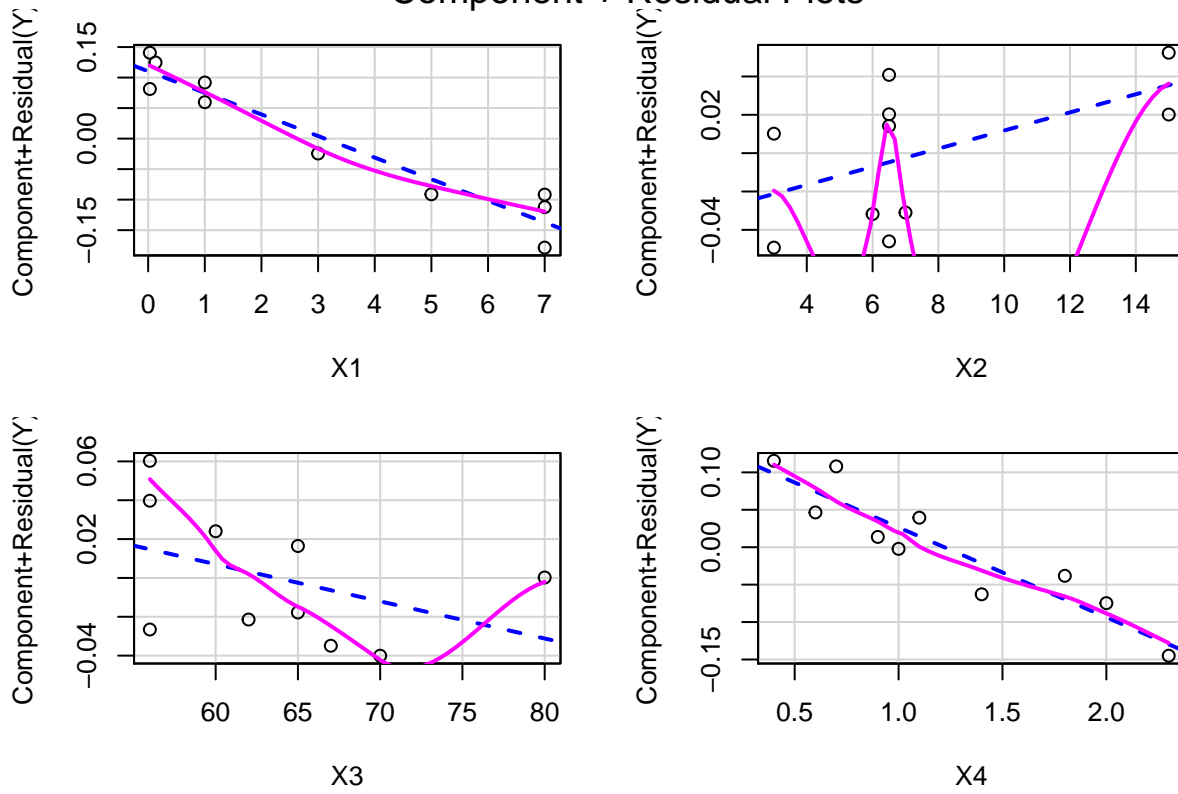 Component + Residual Plots
Component+Residual(Y)
0.15
0.00
−0.15
0 1 2 3 4 5 6 7
X1
Component+Residual(Y)
0.02
−0.04
4 6 8 10 12 14
X2
Component+Residual(Y)
0.06
0.02
−0.04
60 65 70 75 80
X3
Component+Residual(Y)
0.10
0.00
−0.15
0.5 1.0 1.5 2.0
X4